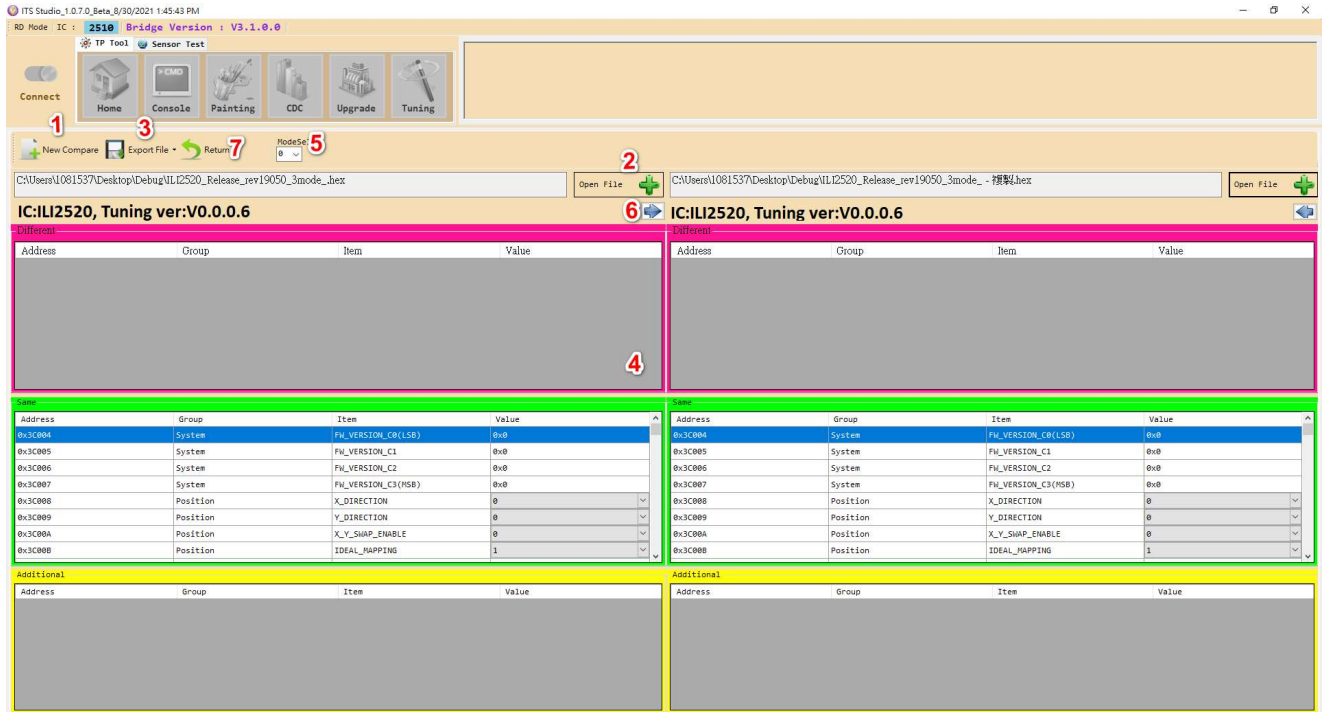 ITS Studio_1.0.7.0_Beta_8/30/2021 1:45:43 PM
RD Mode IC : 2510 Bridge Version : V3.1.0.0
TP Tool Sensor Test
Connect
>CMD
Home Console Painting CDC Upgrade Tuning
1 3 7 5
New Compare Export File Return
ModeSel
0
2
C:\Users\1081537\Desktop\Debug\ILI2520_Release_rev19050_3mode_.hex Open File
C:\Users\1081537\Desktop\Debug\ILI2520_Release_rev19050_3mode_ - 複製.hex Open File
IC:ILI2520, Tuning ver:V0.0.0.6 6 IC:ILI2520, Tuning ver:V0.0.0.6
Different Different
Address Group Item Value Address Group Item Value
4
Same Same
Address Group Item Value Address Group Item Value
0x3C004 System FW_VERSION_C0(LSB) 0x0 0x3C004 System FW_VERSION_C0(LSB) 0x0
0x3C005 System FW_VERSION_C1 0x0 0x3C005 System FW_VERSION_C1 0x0
0x3C006 System FW_VERSION_C2 0x0 0x3C006 System FW_VERSION_C2 0x0
0x3C007 System FW_VERSION_C3(MSB) 0x0 0x3C007 System FW_VERSION_C3(MSB) 0x0
0x3C008 Position X_DIRECTION 0 0x3C008 Position X_DIRECTION 0
0x3C009 Position Y_DIRECTION 0 0x3C009 Position Y_DIRECTION 0
0x3C00A Position X_Y_SWAP_ENABLE 0 0x3C00A Position X_Y_SWAP_ENABLE 0
0x3C00B Position IDEAL_MAPPING 1 0x3C00B Position IDEAL_MAPPING 1
Additional Additional
Address Group Item Value Address Group Item Value